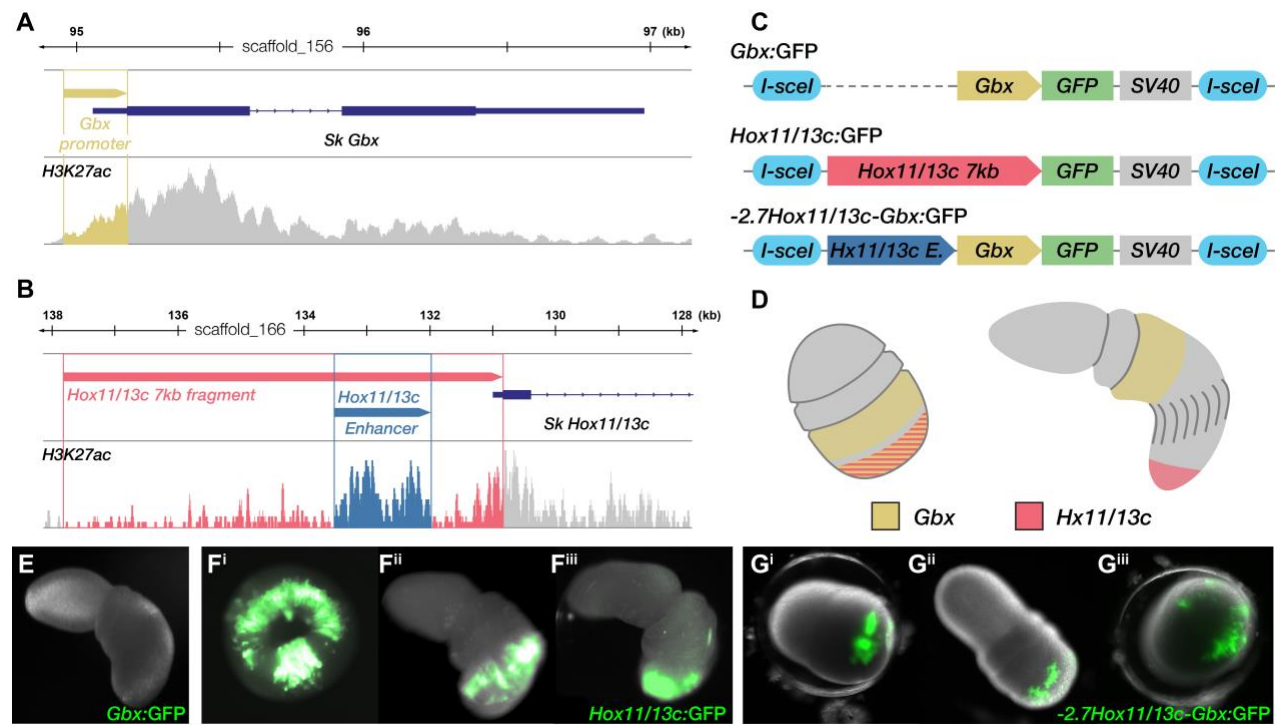 A
95
96
97 (kb)
scaffold_156
Gbx
promoter
Sk Gbx
H3K27ac
B
138
136
134
132
130
128
(kb)
scaffold_166
Hox11/13c 7kb fragment
Hox11/13c
Enhancer
Sk Hox11/13c
H3K27ac
C
Gbx:GFP
I-sceI Gbx GFP SV40 I-sceI
Hox11/13c:GFP
I-sceI Hox11/13c 7kb GFP SV40 I-sceI
-2.7Hox11/13c-Gbx:GFP
I-sceI Hx11/13c E. Gbx GFP SV40 I-sceI
D
Gbx
Hx11/13c
E
Gbx:GFP
Fi
Fii
Fiii
Hox11/13c:GFP
Gi
Gii
Giii
-2.7Hox11/13c-Gbx:GFP